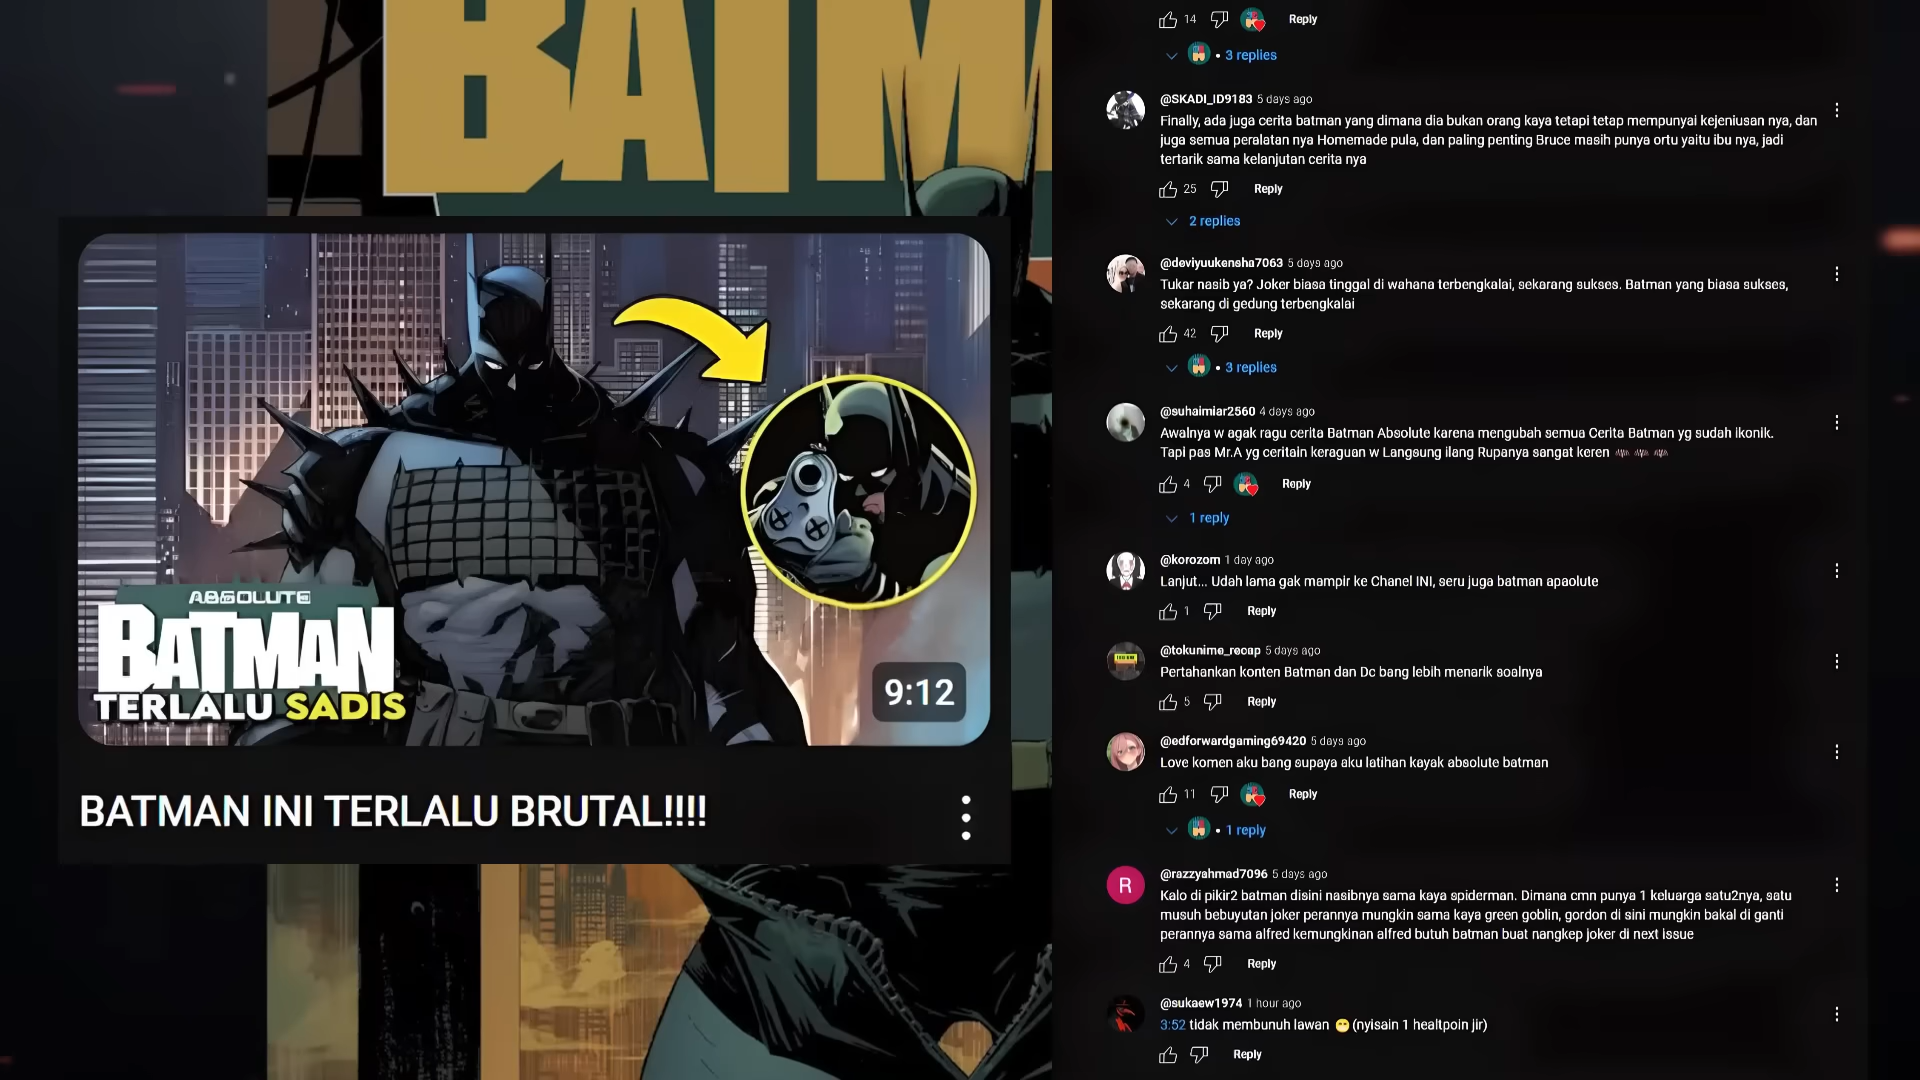 BATMA
ABSOLUTE
BATMAN
TERLALU SADIS
9:12
BATMAN INI TERLALU BRUTAL!!!!
14 Reply
• 3 replies
@SKADI_ID9183 5 days ago
Finally, ada juga cerita batman yang dimana dia bukan orang kaya tetapi tetap mempunyai kejeniusan nya, dan
juga semua peralatan nya Homemade pula, dan paling penting Bruce masih punya ortu yaitu ibu nya, jadi
tertarik sama kelanjutan cerita nya
25 Reply
2 replies
@deviyuukensha7063 5 days ago
Tukar nasib ya? Joker biasa tinggal di wahana terbengkalai, sekarang sukses. Batman yang biasa sukses,
sekarang di gedung terbengkalai
42 Reply
• 3 replies
@suhaimiar2560 4 days ago
Awalnya w agak ragu cerita Batman Absolute karena mengubah semua Cerita Batman yg sudah ikonik.
Tapi pas Mr.A yg ceritain keraguan w Langsung ilang Rupanya sangat keren
4 Reply
1 reply
@korozom 1 day ago
Lanjut... Udah lama gak mampir ke Chanel INI, seru juga batman apaolute
1 Reply
@tokunime_recap 5 days ago
Pertahankan konten Batman dan Dc bang lebih menarik soalnya
5 Reply
@edforwardgaming69420 5 days ago
Love komen aku bang supaya aku latihan kayak absolute batman
11 Reply
• 1 reply
R
@razzyahmad7096 5 days ago
Kalo di pikir2 batman disini nasibnya sama kaya spiderman. Dimana cmn punya 1 keluarga satu2nya, satu
musuh bebuyutan joker perannya mungkin sama kaya green goblin, gordon di sini mungkin bakal di ganti
perannya sama alfred kemungkinan alfred butuh batman buat nangkep joker di next issue
4 Reply
@sukaew1974 1 hour ago
3:52 tidak membunuh lawan 😁(nyisain 1 healtpoin jir)
Reply